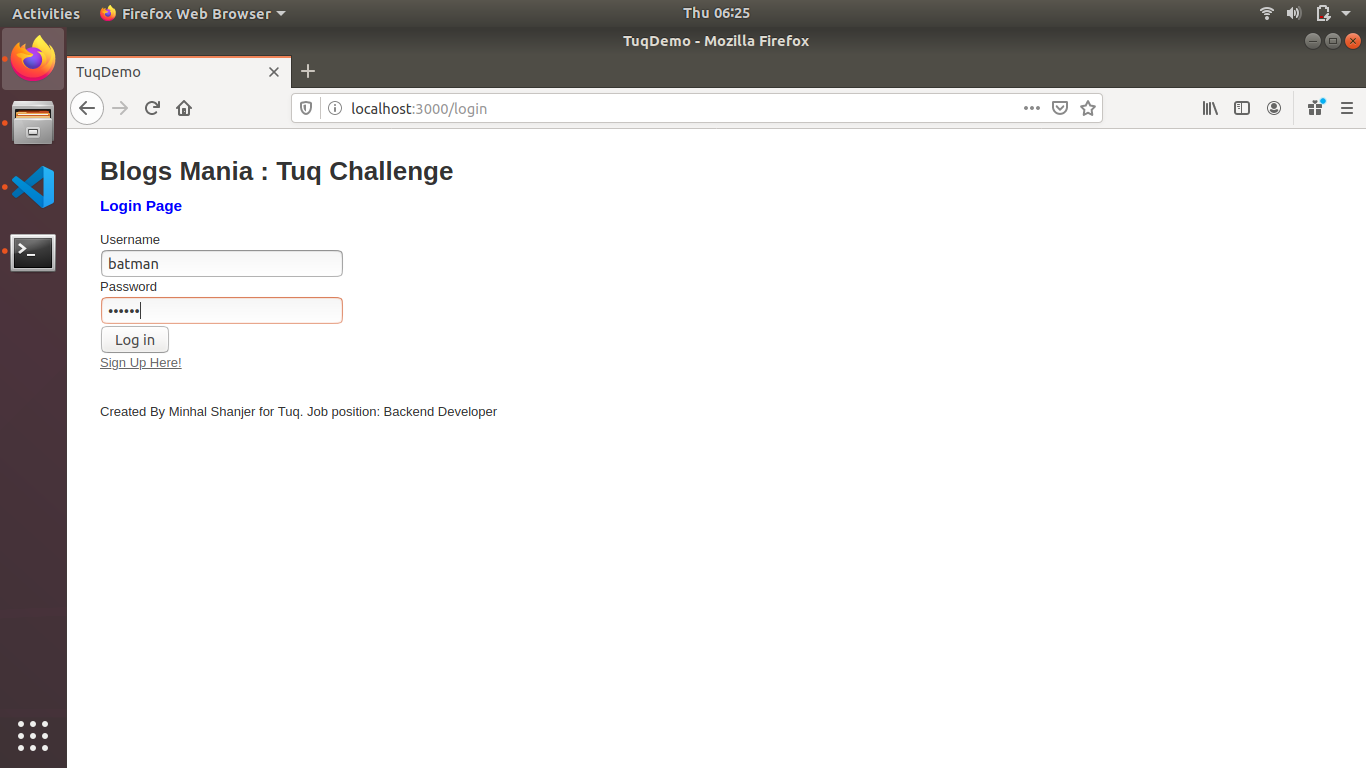 Activities Firefox Web Browser Thu 06:25
TuqDemo - Mozilla Firefox
TuqDemo
localhost:3000/login
Blogs Mania : Tuq Challenge
Login Page
Username
batman
Password
••••••
Log in
Sign Up Here!
Created By Minhal Shanjer for Tuq. Job position: Backend Developer